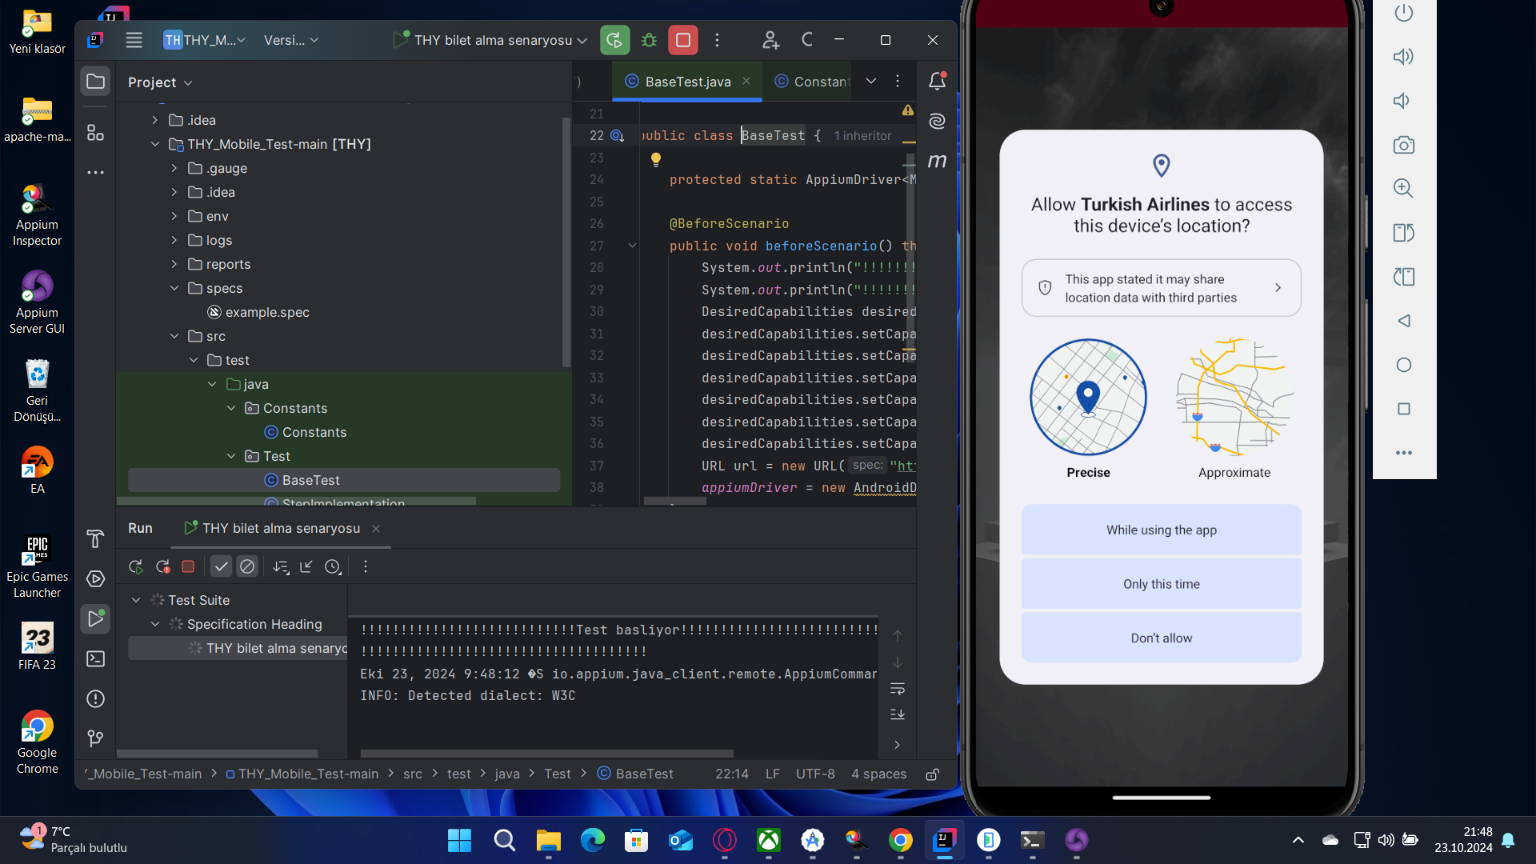 Yeni klasör
apache-ma...
Appium
Inspector
Appium
Server GUI
Geri
Dönüşü...
EA
Epic Games
Launcher
FIFA 23
Google
Chrome
TH THY_M...
Versi...
THY bilet alma senaryosu
Project
BaseTest.java
Constant
.idea
THY_Mobile_Test-main [THY]
.gauge
.idea
env
logs
reports
specs
example.spec
src
test
java
Constants
Constants
Test
BaseTest
StepImplementation
21
22 public class BaseTest { 1 inheritor
23
24 protected static AppiumDriver<M
25
26 @BeforeScenario
27 public void beforeScenario() th
28 System.out.println("!!!!!!!!
29 System.out.println("!!!!!!!!
30 DesiredCapabilities desired
31 desiredCapabilities.setCapa
32 desiredCapabilities.setCapa
33 desiredCapabilities.setCapa
34 desiredCapabilities.setCapa
35 desiredCapabilities.setCapa
36 desiredCapabilities.setCapa
37 URL url = new URL( spec: "ht
38 appiumDriver = new AndroidD
Run
THY bilet alma senaryosu
Test Suite
Specification Heading
THY bilet alma senaryo
!!!!!!!!!!!!!!!!!!!!!!!!!!!Test basliyor!!!!!!!!!!!!!!!!!!!!!!!!!
!!!!!!!!!!!!!!!!!!!!!!!!!!!!!!!!!!!!
Eki 23, 2024 9:48:12 �S io.appium.java_client.remote.AppiumCommar
INFO: Detected dialect: W3C
Y_Mobile_Test-main > THY_Mobile_Test-main > src > test > java > Test > BaseTest
22:14 LF UTF-8 4 spaces
Allow Turkish Airlines to access
this device's location?
This app stated it may share
location data with third parties
Precise
Approximate
While using the app
Only this time
Don't allow
1
7°C
Parçalı bulutlu
21:48
23.10.2024